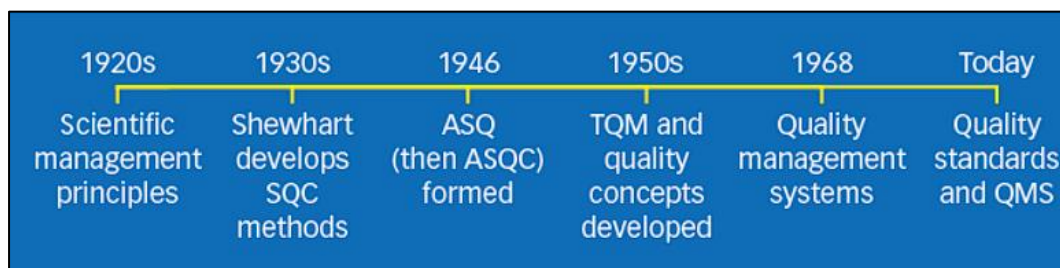 1920s
Scientific
management
principles
1930s
Shewhart
develops
SQC
methods
1946
ASQ
(then ASQC)
formed
1950s
TQM and
quality
concepts
developed
1968
Quality
management
systems
Today
Quality
standards
and QMS